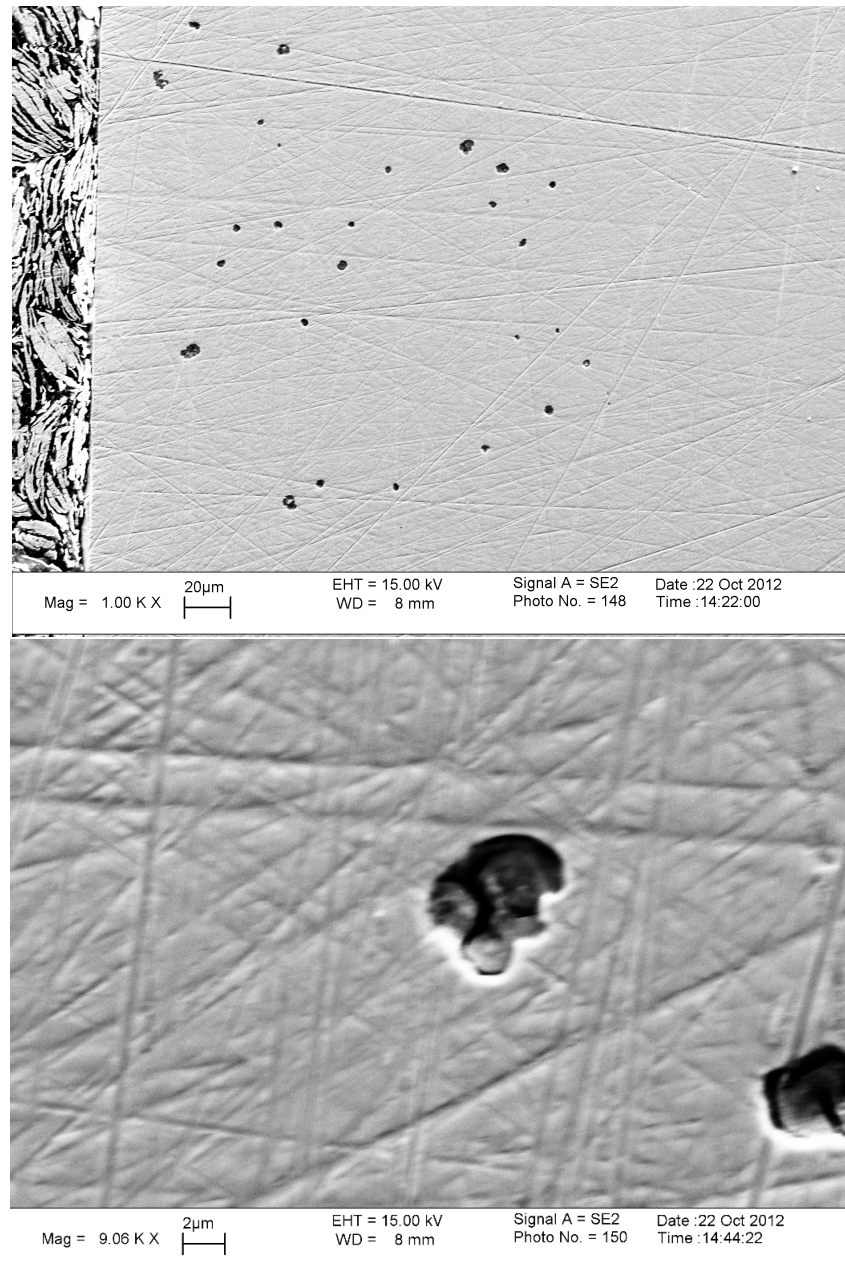 20µm EHT = 15.00 kV Signal A = SE2 Date :22 Oct 2012
Mag = 1.00 K X WD = 8 mm Photo No. = 148 Time :14:22:00
2µm EHT = 15.00 kV Signal A = SE2 Date :22 Oct 2012
Mag = 9.06 K X WD = 8 mm Photo No. = 150 Time :14:44:22